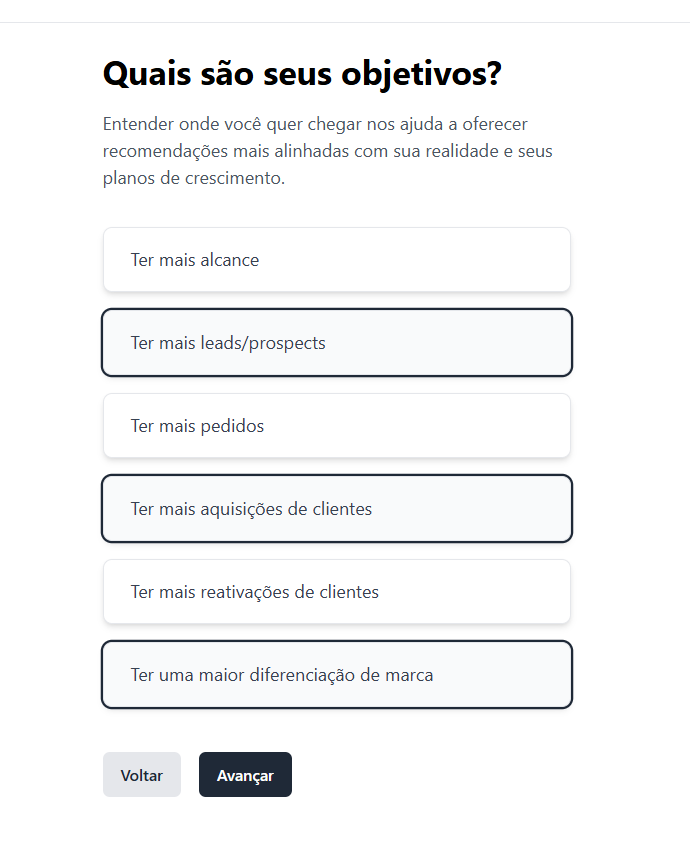 Quais são seus objetivos?
Entender onde você quer chegar nos ajuda a oferecer
recomendações mais alinhadas com sua realidade e seus
planos de crescimento.
Ter mais alcance
Ter mais leads/prospects
Ter mais pedidos
Ter mais aquisições de clientes
Ter mais reativações de clientes
Ter uma maior diferenciação de marca
Voltar
Avançar